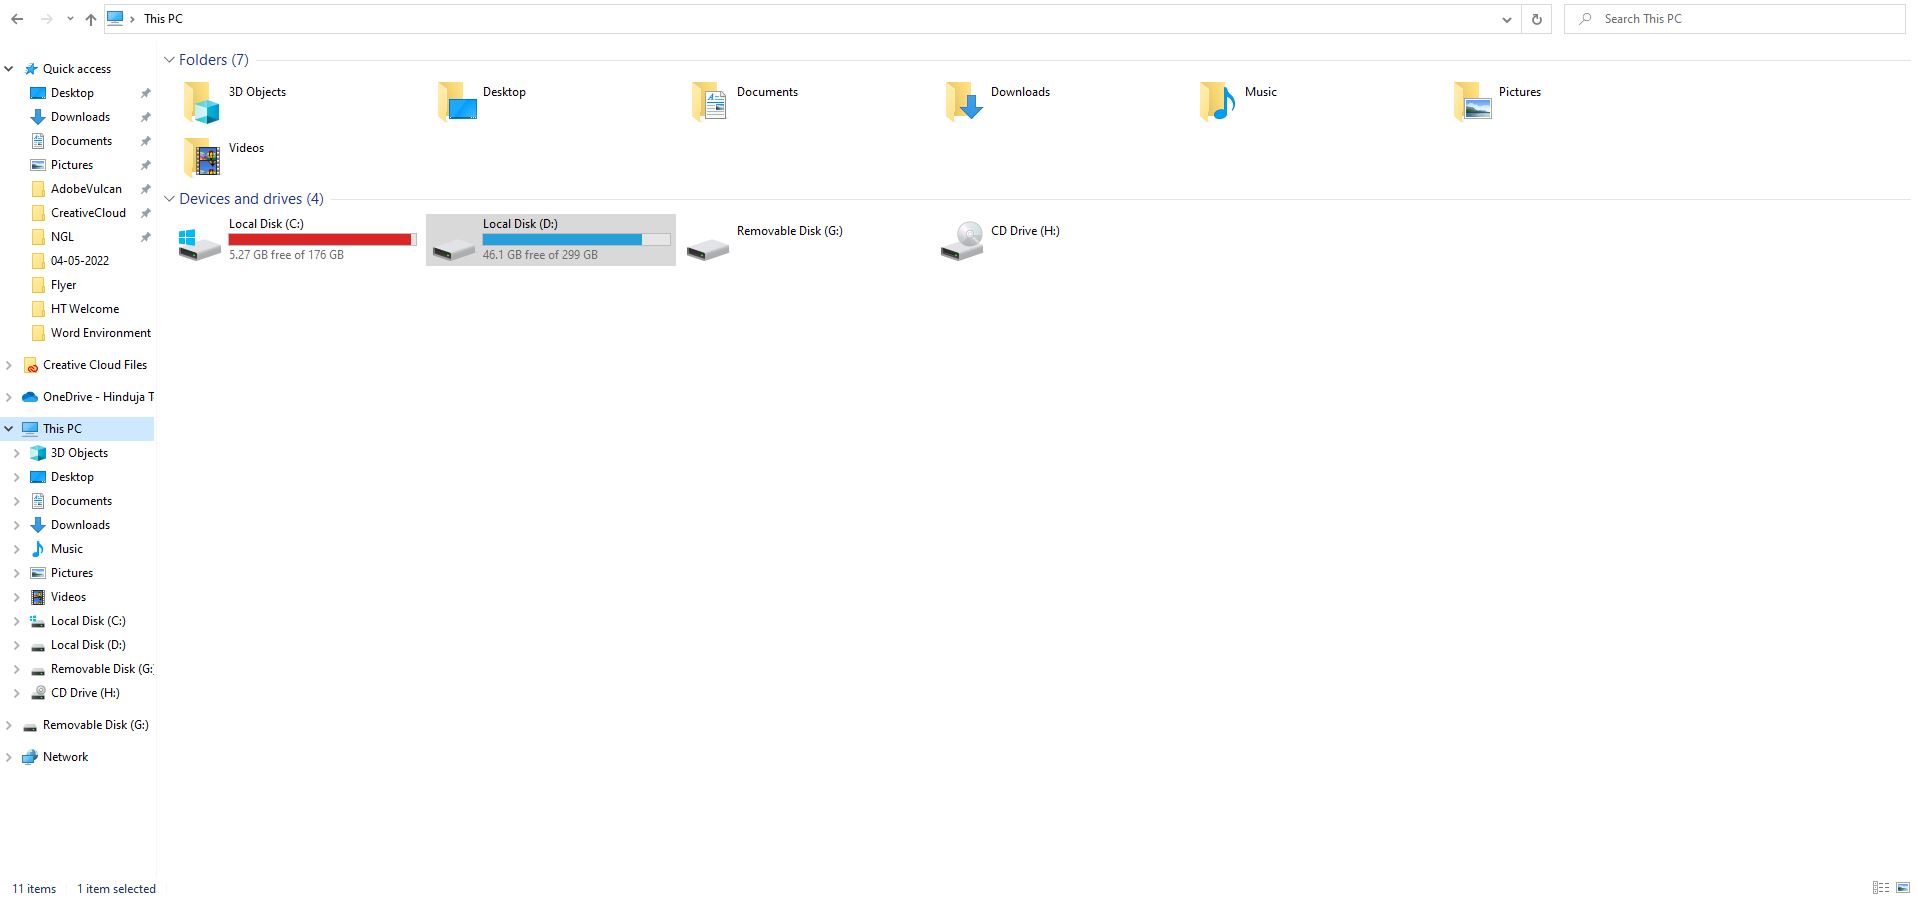 This PC
Search This PC
Quick access
Desktop
Downloads
Documents
Pictures
AdobeVulcan
CreativeCloud
NGL
04-05-2022
Flyer
HT Welcome
Word Environment
Creative Cloud Files
OneDrive - Hinduja T
This PC
3D Objects
Desktop
Documents
Downloads
Music
Pictures
Videos
Local Disk (C:)
Local Disk (D:)
Removable Disk (G:
CD Drive (H:)
Removable Disk (G:)
Network
Folders (7)
3D Objects
Desktop
Documents
Downloads
Music
Pictures
Videos
Devices and drives (4)
Local Disk (C:)
5.27 GB free of 176 GB
Local Disk (D:)
46.1 GB free of 299 GB
Removable Disk (G:)
CD Drive (H:)
11 items
1 item selected